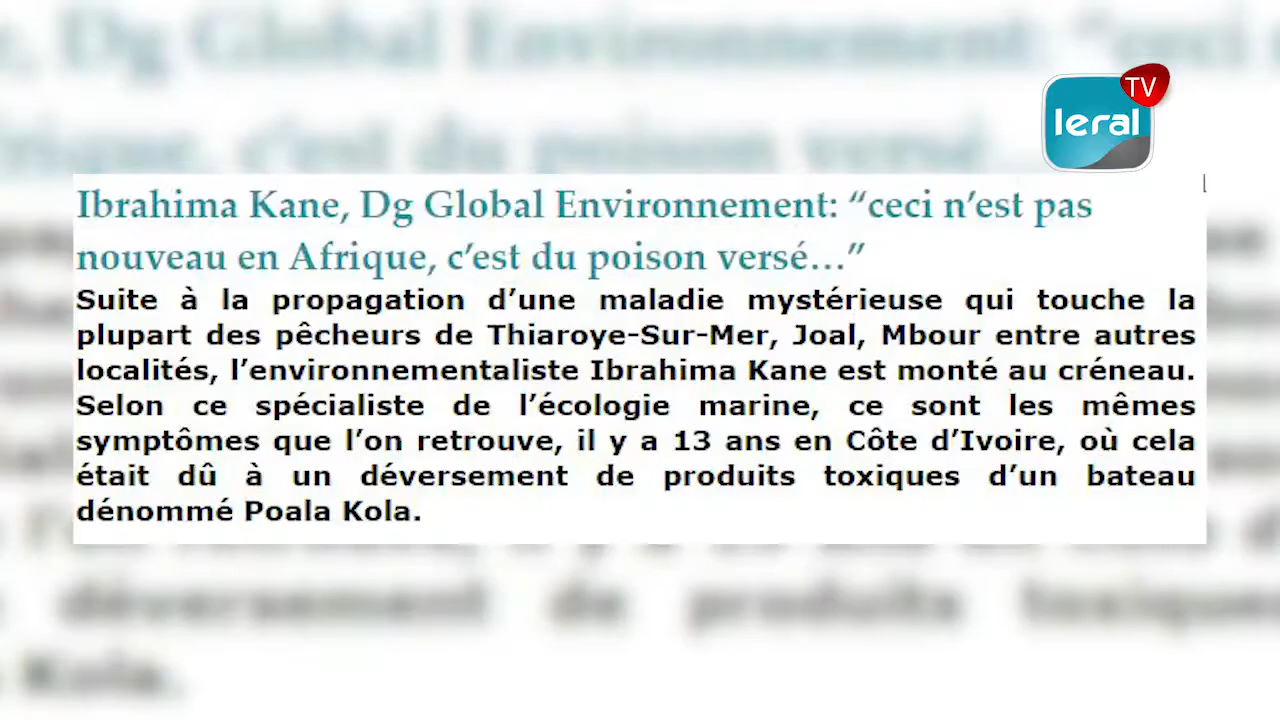 TV
leral
Ibrahima Kane, Dg Global Environnement: “ceci n’est pas
nouveau en Afrique, c’est du poison versé...”
Suite à la propagation d’une maladie mystérieuse qui touche la
plupart des pêcheurs de Thiaroye-Sur-Mer, Joal, Mbour entre autres
localités, l’environnementaliste Ibrahima Kane est monté au créneau.
Selon ce spécialiste de l’écologie marine, ce sont les mêmes
symptômes que l’on retrouve, il y a 13 ans en Côte d’Ivoire, où cela
était dû à un déversement de produits toxiques d’un bateau
dénommé Poala Kola.